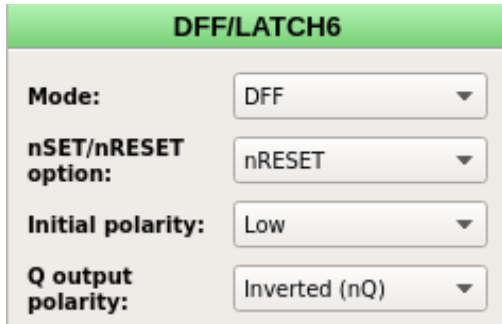 DFF/LATCH6
Mode: DFF
nSET/nRESET
option: nRESET
Initial polarity: Low
Q output
polarity: Inverted (nQ)